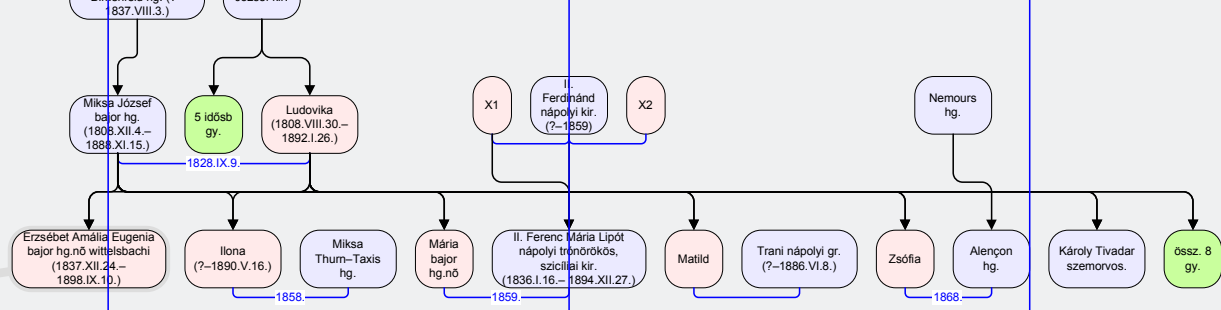 1837.VIII.3.)
Miksa József
bajor hg.
(1808.XII.4.–
1888.XI.15.)
5 idősb
gy.
Ludovika
(1808.VIII.30.–
1892.I.26.)
X1
II.
Ferdinánd
nápolyi kir.
(?–1859)
X2
Nemours
hg.
1828.IX.9.
Erzsébet Amália Eugenia
bajor hg.nõ wittelsbachi
(1837.XII.24.–
1898.IX.10.)
Ilona
(?–1890.V.16.)
Miksa
Thurn–Taxis
hg.
Mária
bajor
hg.nõ
II. Ferenc Mária Lipót
nápolyi trónörökös,
szicíliai kir.
(1836.I.16.– 1894.XII.27.)
Matild
Trani nápolyi gr.
(?–1886.VI.8.)
Zsófia
Alençon
hg.
Károly Tivadar
szemorvos.
össz. 8
gy.
1858.
1859.
1868.